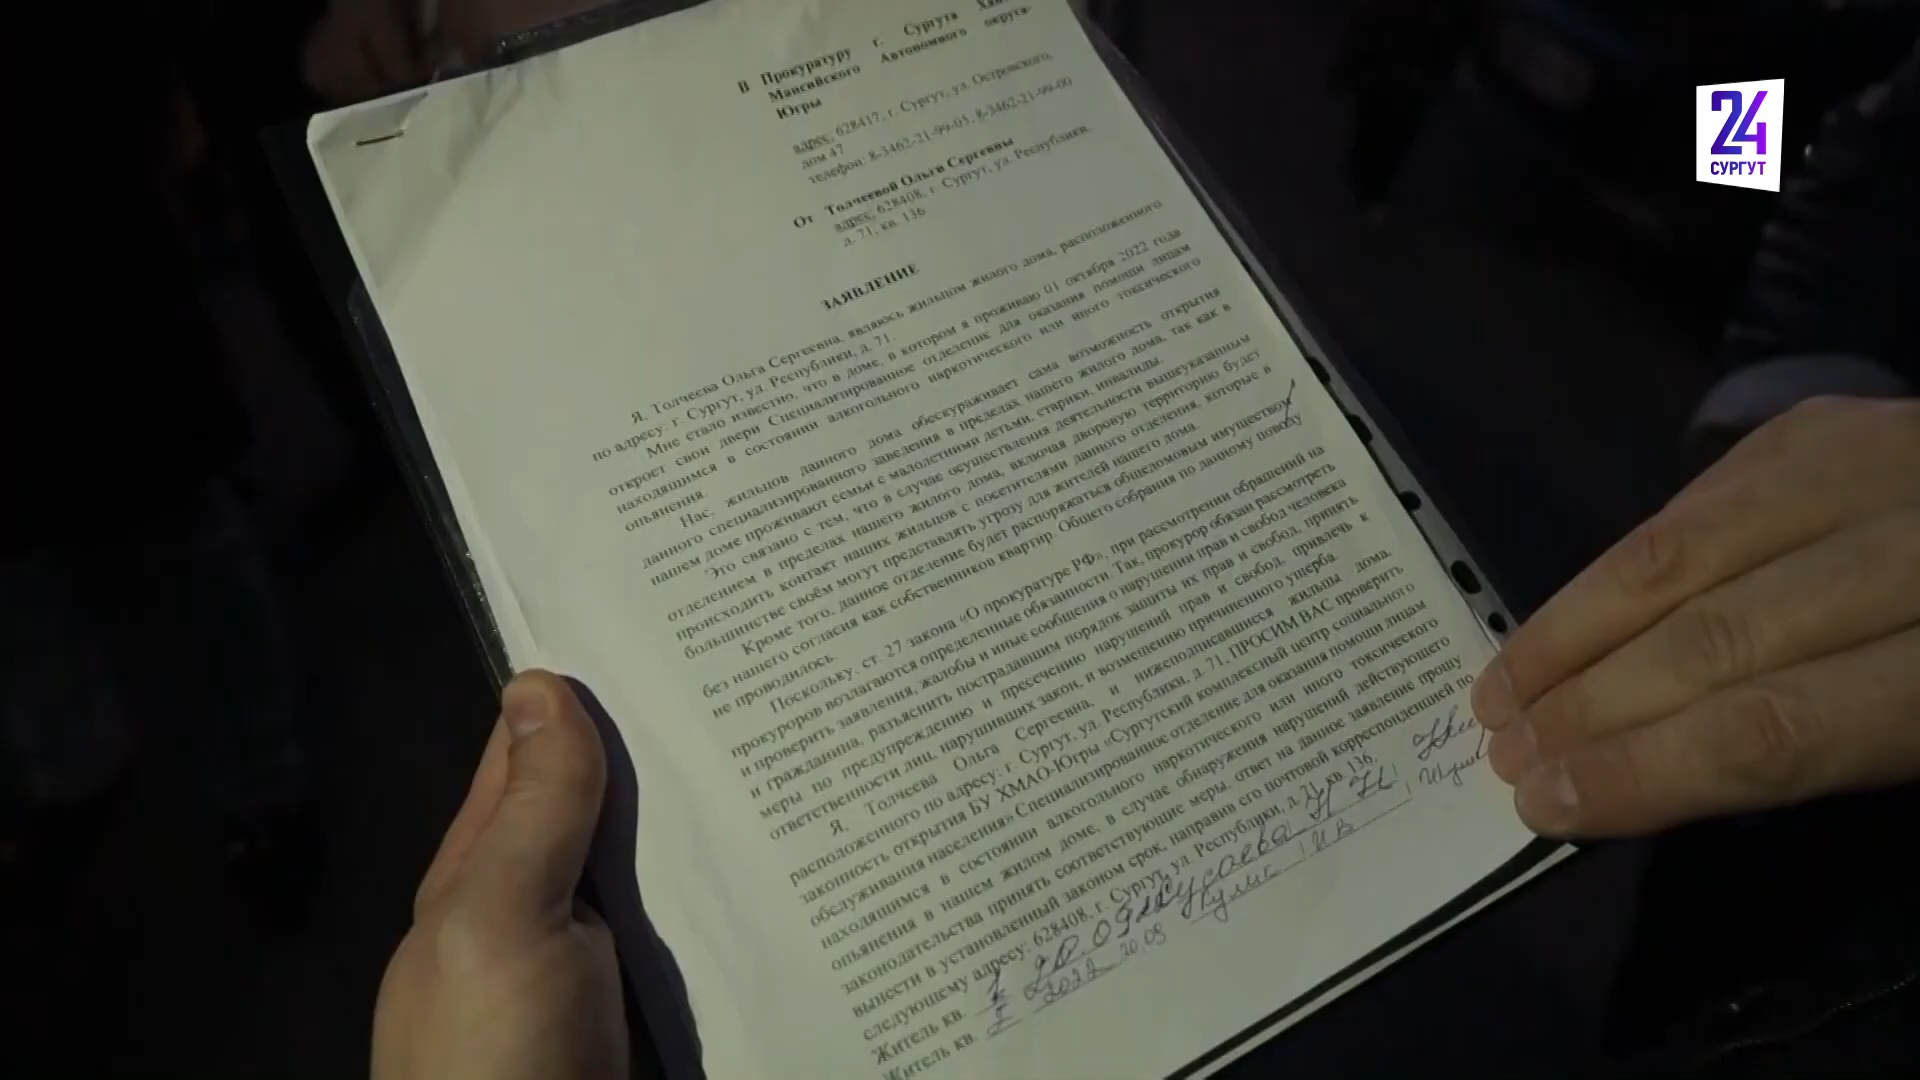 24
СУРГУТ
В Прокуратуру г. Сургута
Мансийского Автономного округа-
Югры
адрес: 628417, г. Сургут, ул. Островского,
дом 47
телефон: 8-3462-21-99-05, 8-3462-21-99-00
От Толчеевой Ольги Сергеевны
адрес: 628408, г. Сургут, ул. Республики,
д. 71, кв. 136
ЗАЯВЛЕНИЕ
Я, Толчеева Ольга Сергеевна, являюсь жильцом жилого дома, расположенного
по адресу: г. Сургут, ул. Республики, д. 71.
Мне стало известно, что в доме, в котором я проживаю 01 октября 2022 года
откроет свои двери Специализированное отделение для оказания помощи лицам
находящимся в состоянии алкогольного наркотического или иного токсического
опьянения.
Нас, жильцов данного дома обескураживает сама возможность открытия
данного специализированного заведения в пределах нашего жилого дома, так как в
нашем доме проживают семьи с малолетними детьми, старики, инвалиды.
Это связано с тем, что в случае осуществления деятельности вышеуказанным
отделением в пределах нашего жилого дома, включая дворовую территорию будет
происходить контакт наших жильцов с посетителями данного отделения, которые в
большинстве своём могут представлять угрозу для жителей нашего дома.
Кроме того, данное отделение будет распоряжаться общедомовым имуществом
без нашего согласия как собственников квартир. Общего собрания по данному поводу
не проводилось.
Поскольку, ст. 27 закона «О прокуратуре РФ», при рассмотрении обращений на
прокуроров возлагаются определенные обязанности. Так, прокурор обязан рассмотреть
и проверить заявления, жалобы и иные сообщения о нарушении прав и свобод человека
и гражданина, разъяснить пострадавшим порядок защиты их прав и свобод, принять
меры по предупреждению и пресечению нарушений прав и свобод, привлечь к
ответственности лиц, нарушивших закон, и возмещению причиненного ущерба.
Я, Толчеева Ольга Сергеевна, и нижеподписавшиеся жильцы дома,
расположенного по адресу: г. Сургут, ул. Республики, д. 71, ПРОСИМ ВАС проверить
законность открытия БУ ХМАО-Югры «Сургутский комплексный центр социального
обслуживания населения» Специализированное отделение для оказания помощи лицам
находящимся в состоянии алкогольного наркотического или иного токсического
опьянения в нашем жилом доме, в случае обнаружения нарушений действующего
законодательства принять соответствующие меры, ответ на данное заявление прошу
вынести в установленный законом срок, направив его почтовой корреспонденцией по
следующему адресу: 628408, г. Сургут, ул. Республики, д. 71, кв. 136.
Житель кв.
Житель кв. 2022 20.09